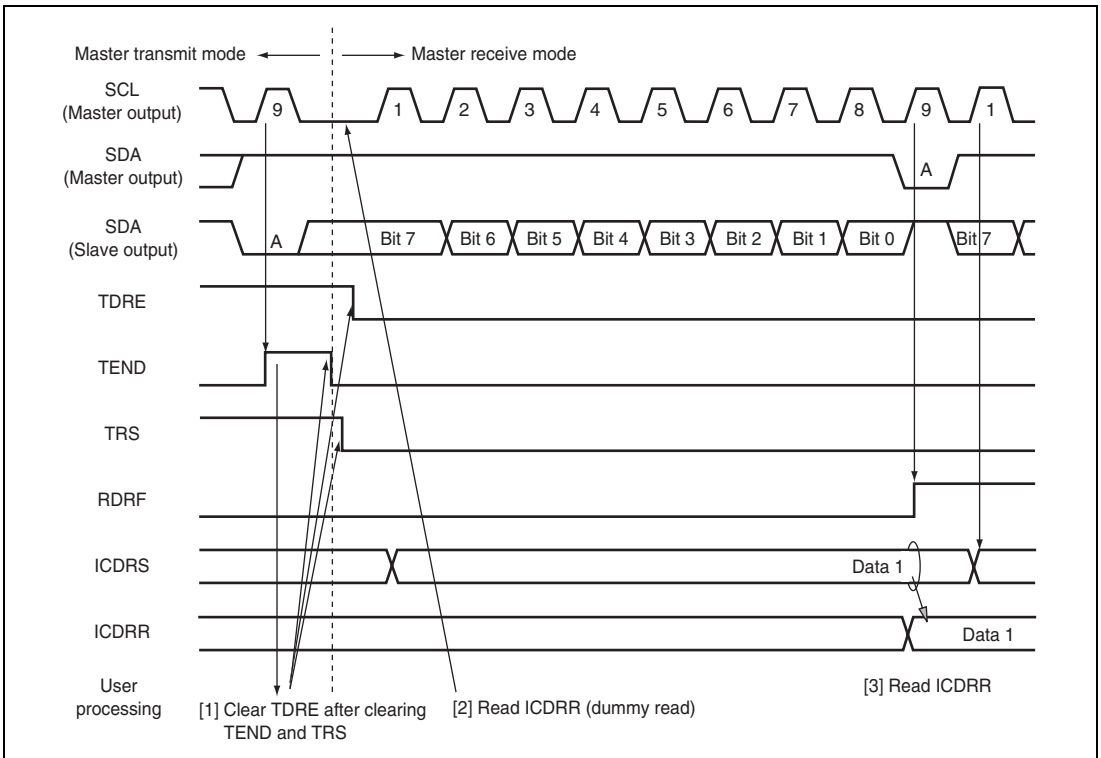 Master transmit mode
Master receive mode
SCL
(Master output)
9 1 2 3 4 5 6 7 8 9 1
SDA
(Master output)
A
SDA
(Slave output)
A Bit 7 Bit 6 Bit 5 Bit 4 Bit 3 Bit 2 Bit 1 Bit 0 Bit 7
TDRE
TEND
TRS
RDRF
ICDRS
Data 1
ICDRR
Data 1
User
processing
[1] Clear TDRE after clearing
TEND and TRS
[2] Read ICDRR (dummy read)
[3] Read ICDRR